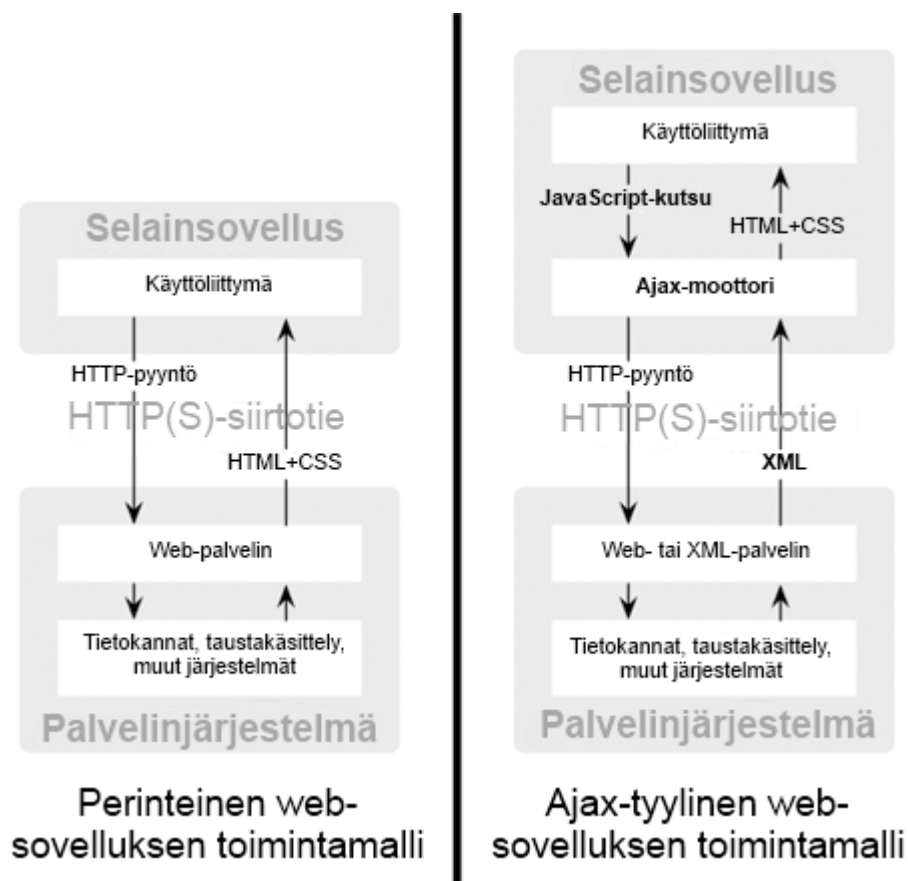 Selainsovellus
Käyttöliittymä
HTTP-pyyntö
HTTP(S)-siirtotie
HTML+CSS
Web-palvelin
Tietokannat, taustakäsittely,
muut järjestelmät
Palvelinjärjestelmä
Perinteinen web-
sovelluksen toimintamalli
Selainsovellus
Käyttöliittymä
JavaScript-kutsu
HTML+CSS
Ajax-moottori
HTTP-pyyntö
HTTP(S)-siirtotie
XML
Web- tai XML-palvelin
Tietokannat, taustakäsittely,
muut järjestelmät
Palvelinjärjestelmä
Ajax-tyylinen web-
sovelluksen toimintamalli